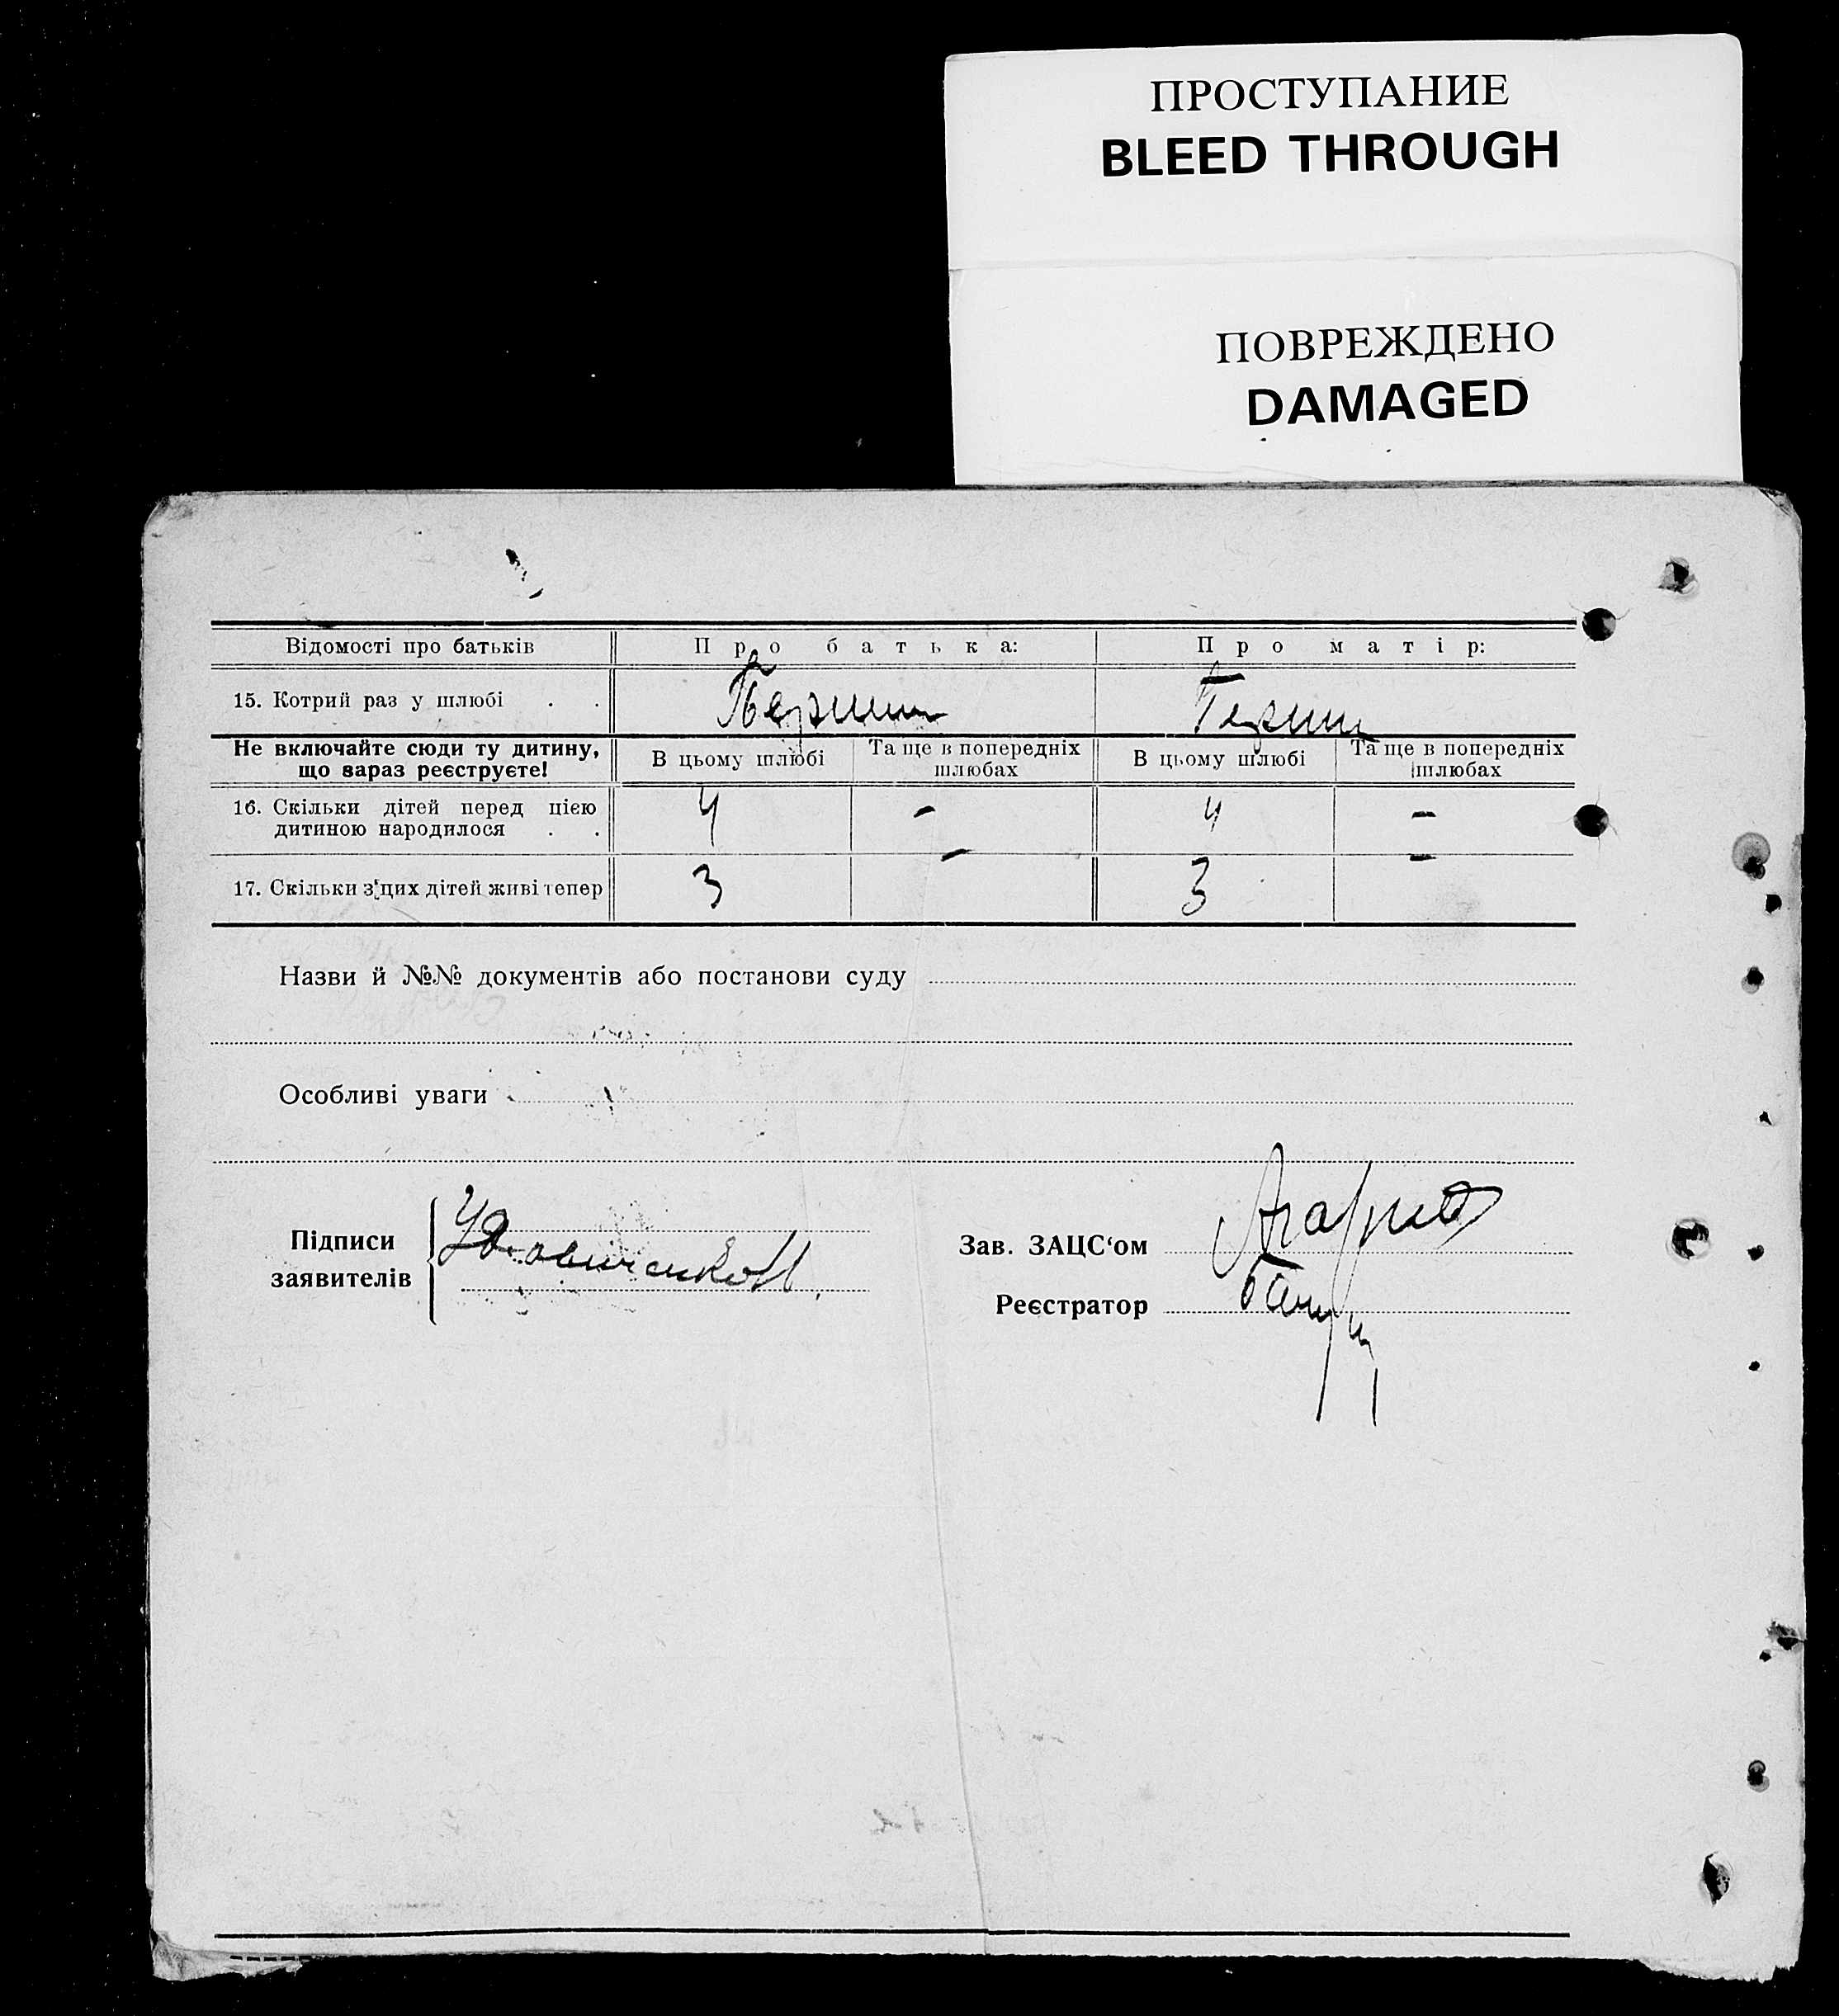 ПРОСТУПАНИЕ
BLEED THROUGH
ПОВРЕЖДЕНО
DAMAGED
Відомості про батьків Про батька: Про матір:
15. Котрий раз у шлюбі . . Перший Перший
Не включайте сюди ту дитину, що зараз реєструєте! В цьому шлюбі Та ще в попередніх шлюбах В цьому шлюбі Та ще в попередніх шлюбах
16. Скільки дітей перед цією
дитиною народилося . . 4 – 4 –
17. Скільки з цих дітей живі тепер 3 – 3 –
Назви й №№ документів або постанови суду
Особливі уваги
Підписи
заявителів
Зав. ЗАЦС‘ом
Реєстратор